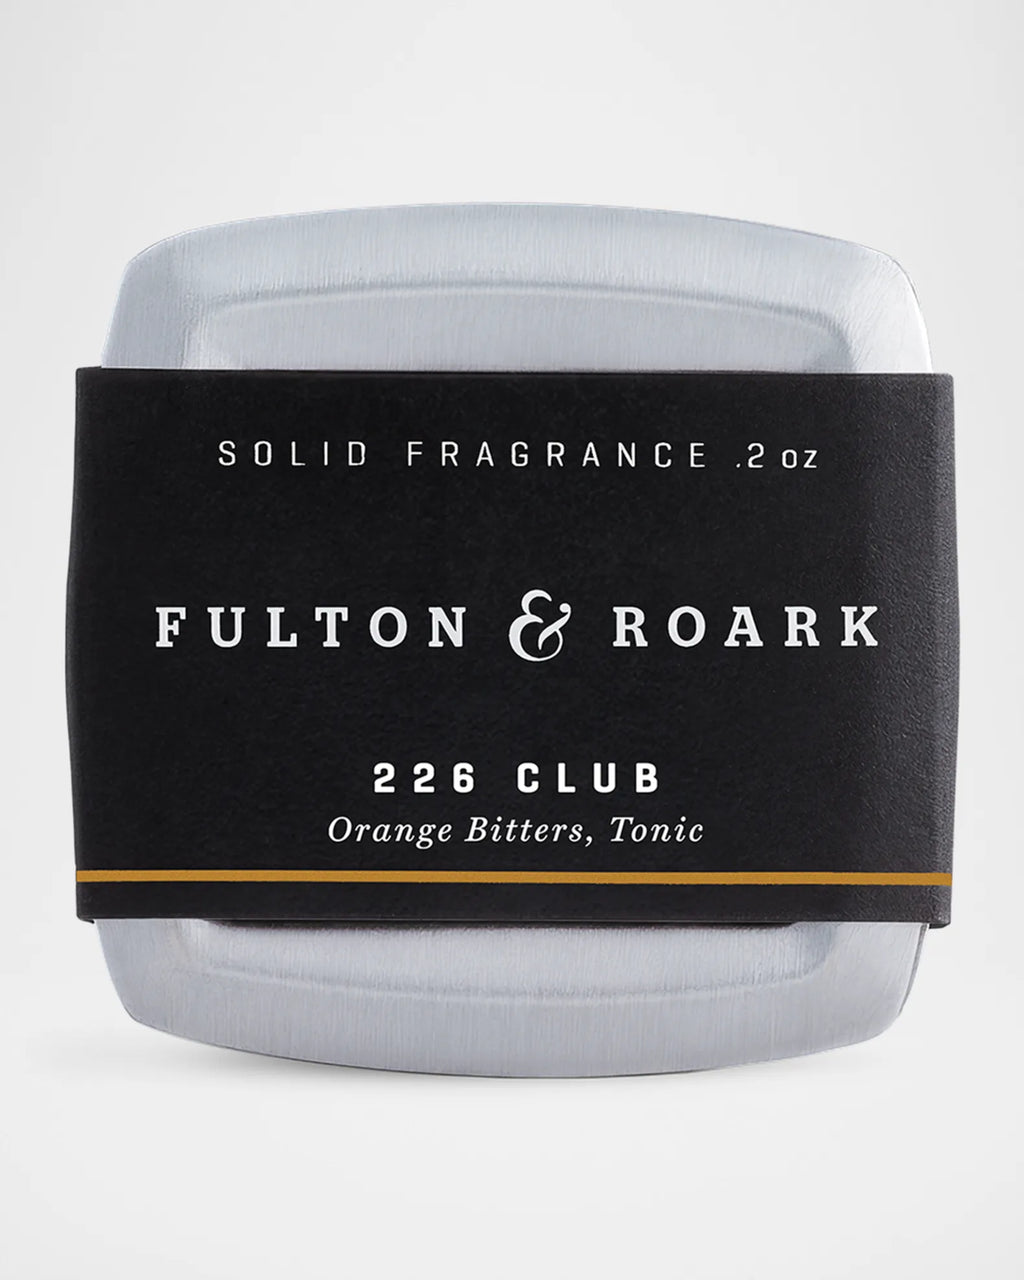 SOLID FRAGRANCE .2 oz
FULTON & ROARK
226 CLUB
Orange Bitters, Tonic